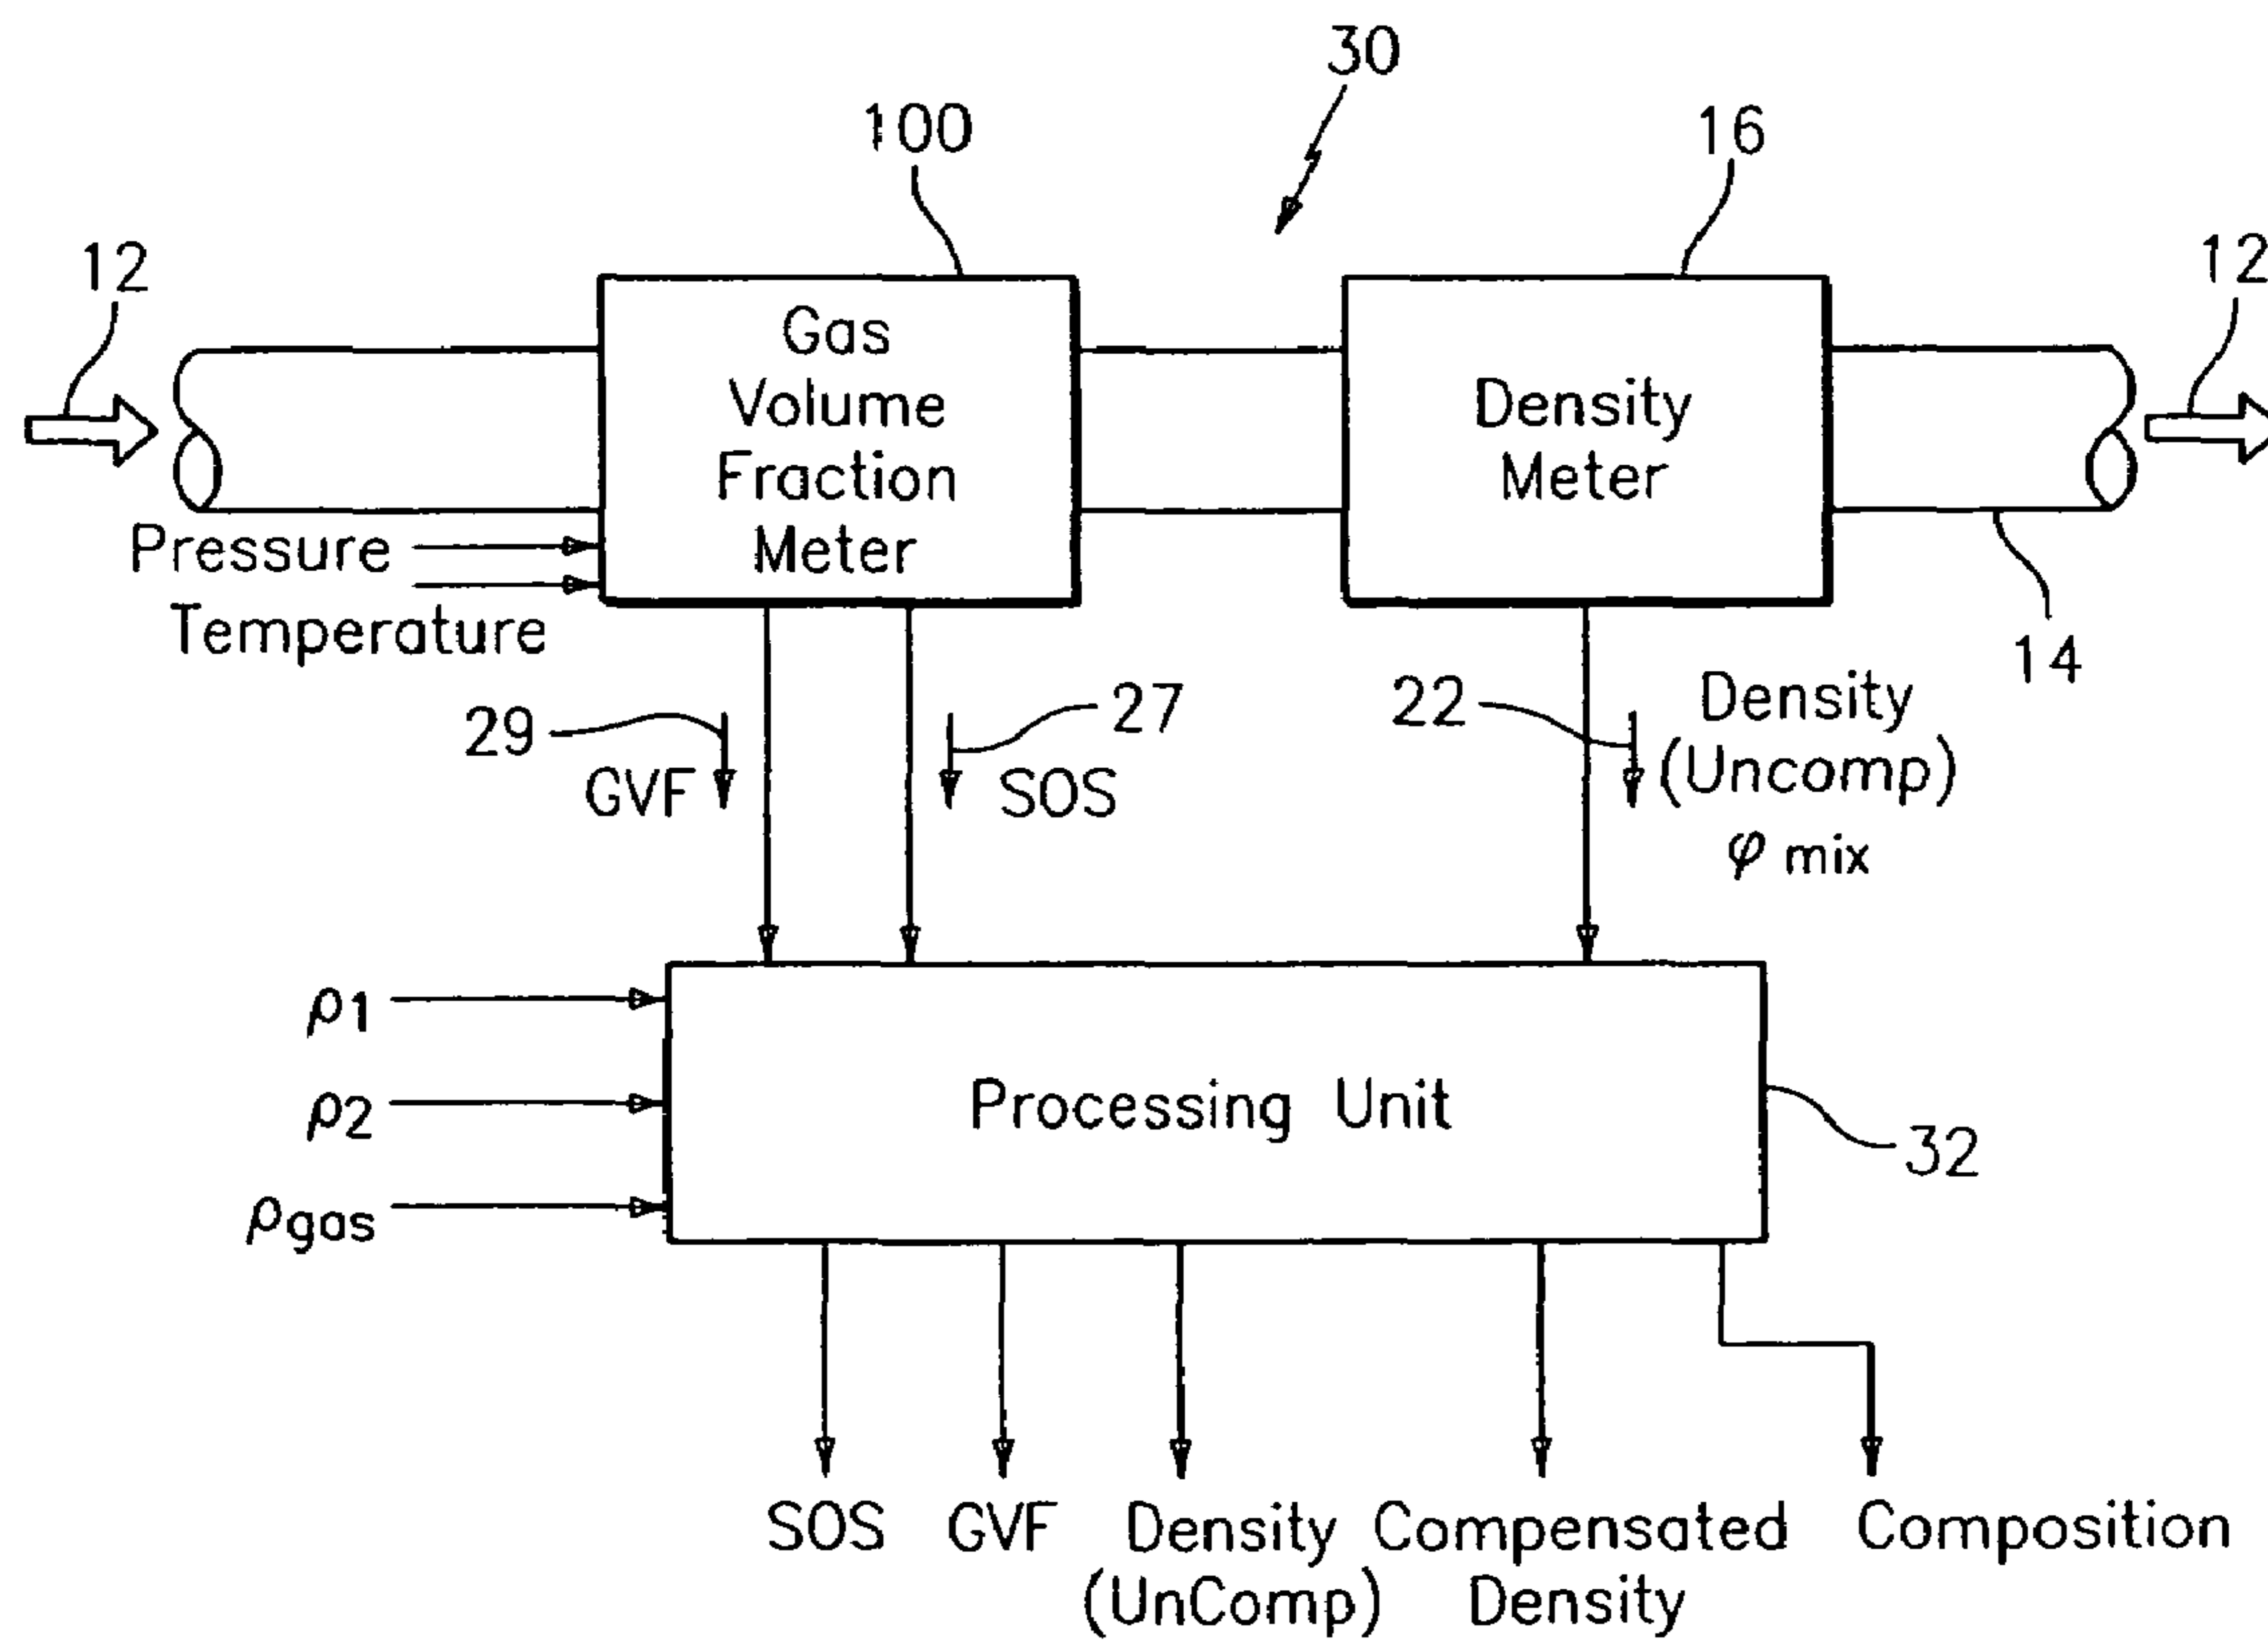 30
100
16
12
12
Gas
Volume
Fraction
Meter
Density
Meter
Pressure
Temperature
14
29
GVF
27
SOS
22
Density
(Uncomp)
φ mix
ρ1
ρ2
ρgas
Processing Unit
32
SOS
GVF
Density
(UnComp)
Compensated
Density
Composition